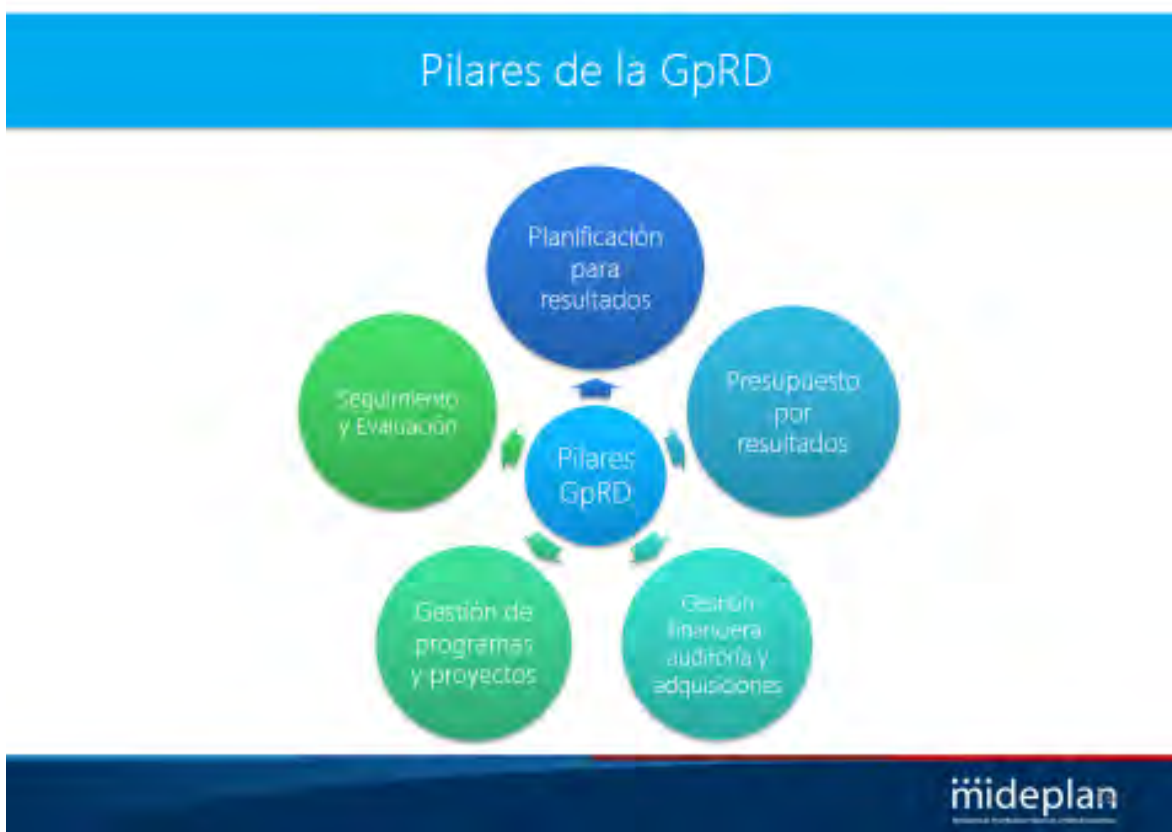 Pilares de la GpRD
Planificación
para
resultados
Presupuesto
por
resultados
Gestión
financiera
auditoría y
adquisiciones
Gestión de
programas
y proyectos
Seguimiento
y Evaluación
Pilares
GpRD
mideplan